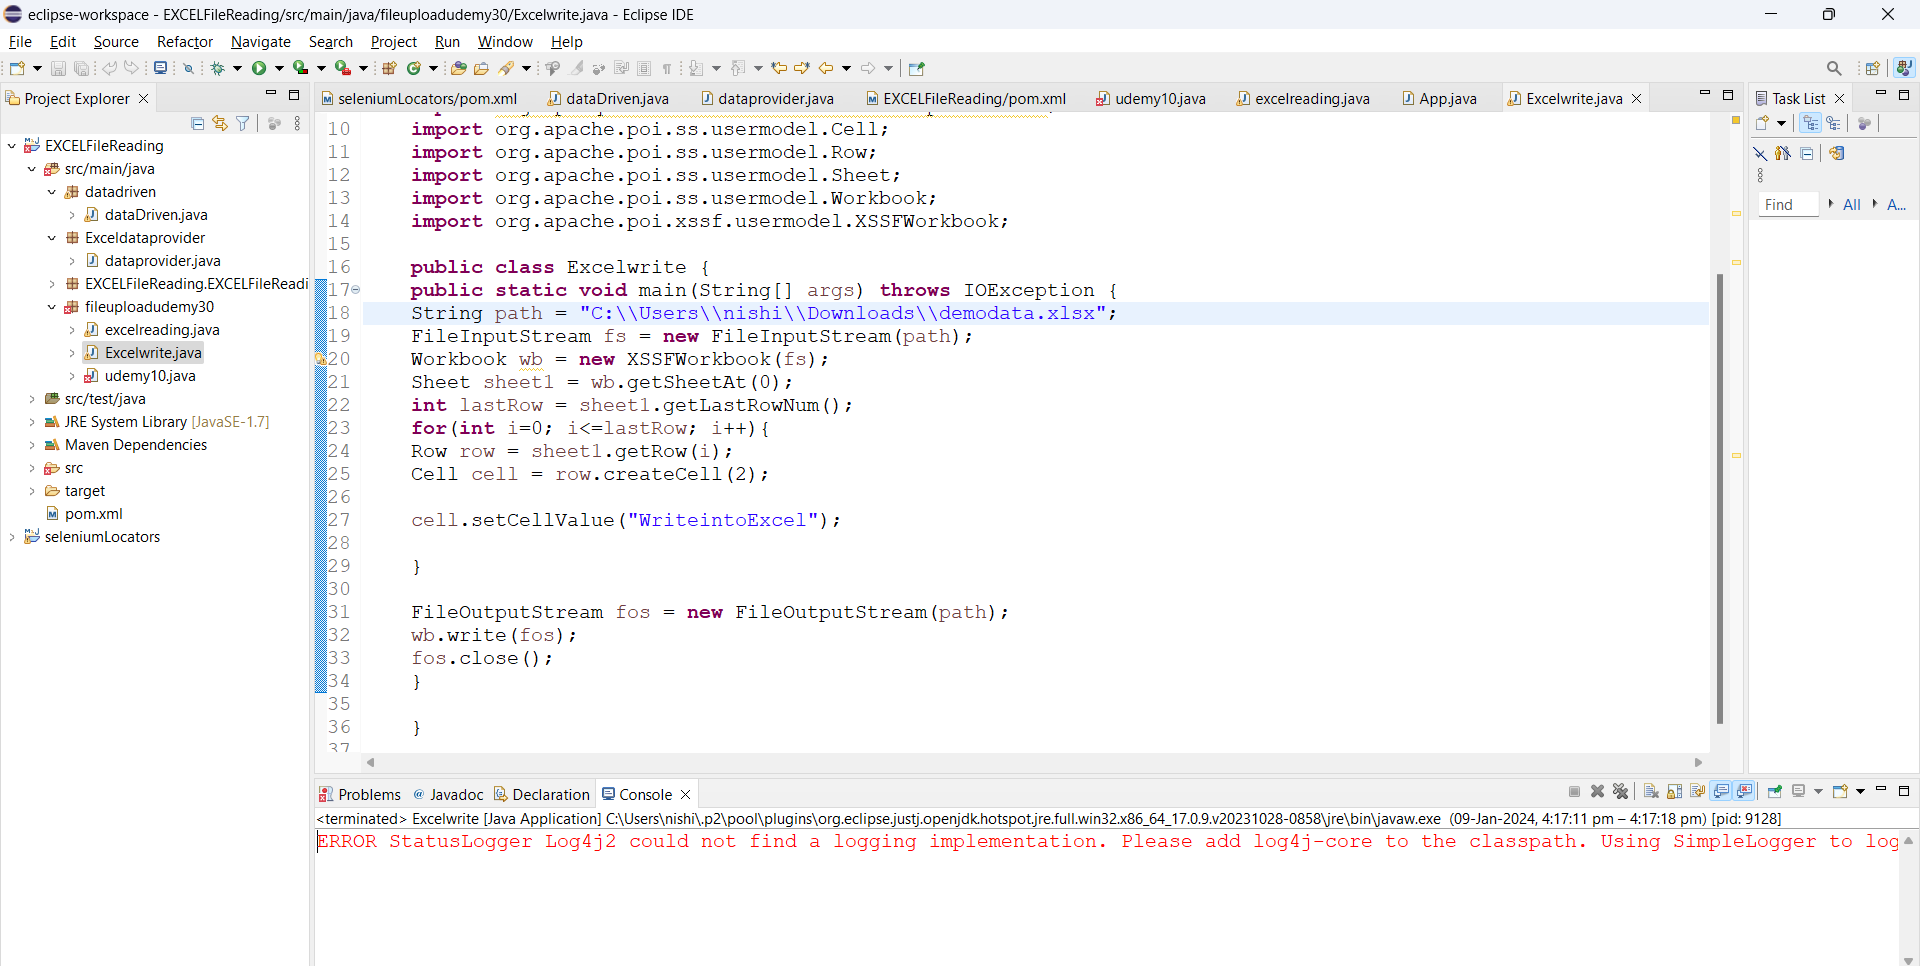 eclipse-workspace - EXCELFileReading/src/main/java/fileuploadudemy30/Excelwrite.java - Eclipse IDE
File Edit Source Refactor Navigate Search Project Run Window Help
Project Explorer
seleniumLocators/pom.xml dataDriven.java dataprovider.java EXCELFileReading/pom.xml udemy10.java excelreading.java App.java Excelwrite.java
Task List
Find All A...
EXCELFileReading
src/main/java
datadriven
dataDriven.java
Exceldataprovider
dataprovider.java
EXCELFileReading.EXCELFileReadi
fileuploadudemy30
excelreading.java
Excelwrite.java
udemy10.java
src/test/java
JRE System Library [JavaSE-1.7]
Maven Dependencies
src
target
pom.xml
seleniumLocators
10 import org.apache.poi.ss.usermodel.Cell;
11 import org.apache.poi.ss.usermodel.Row;
12 import org.apache.poi.ss.usermodel.Sheet;
13 import org.apache.poi.ss.usermodel.Workbook;
14 import org.apache.poi.xssf.usermodel.XSSFWorkbook;
15
16 public class Excelwrite {
17 public static void main(String[] args) throws IOException {
18 String path = "C:\\Users\\nishi\\Downloads\\demodata.xlsx";
19 FileInputStream fs = new FileInputStream(path);
20 Workbook wb = new XSSFWorkbook(fs);
21 Sheet sheet1 = wb.getSheetAt(0);
22 int lastRow = sheet1.getLastRowNum();
23 for(int i=0; i<=lastRow; i++){
24 Row row = sheet1.getRow(i);
25 Cell cell = row.createCell(2);
26
27 cell.setCellValue("WriteintoExcel");
28
29 }
30
31 FileOutputStream fos = new FileOutputStream(path);
32 wb.write(fos);
33 fos.close();
34 }
35
36 }
37
Problems Javadoc Declaration Console
<terminated> Excelwrite [Java Application] C:\Users\nishi\.p2\pool\plugins\org.eclipse.justj.openjdk.hotspot.jre.full.win32.x86_64_17.0.9.v20231028-0858\jre\bin\javaw.exe (09-Jan-2024, 4:17:11 pm – 4:17:18 pm) [pid: 9128]
ERROR StatusLogger Log4j2 could not find a logging implementation. Please add log4j-core to the classpath. Using SimpleLogger to log